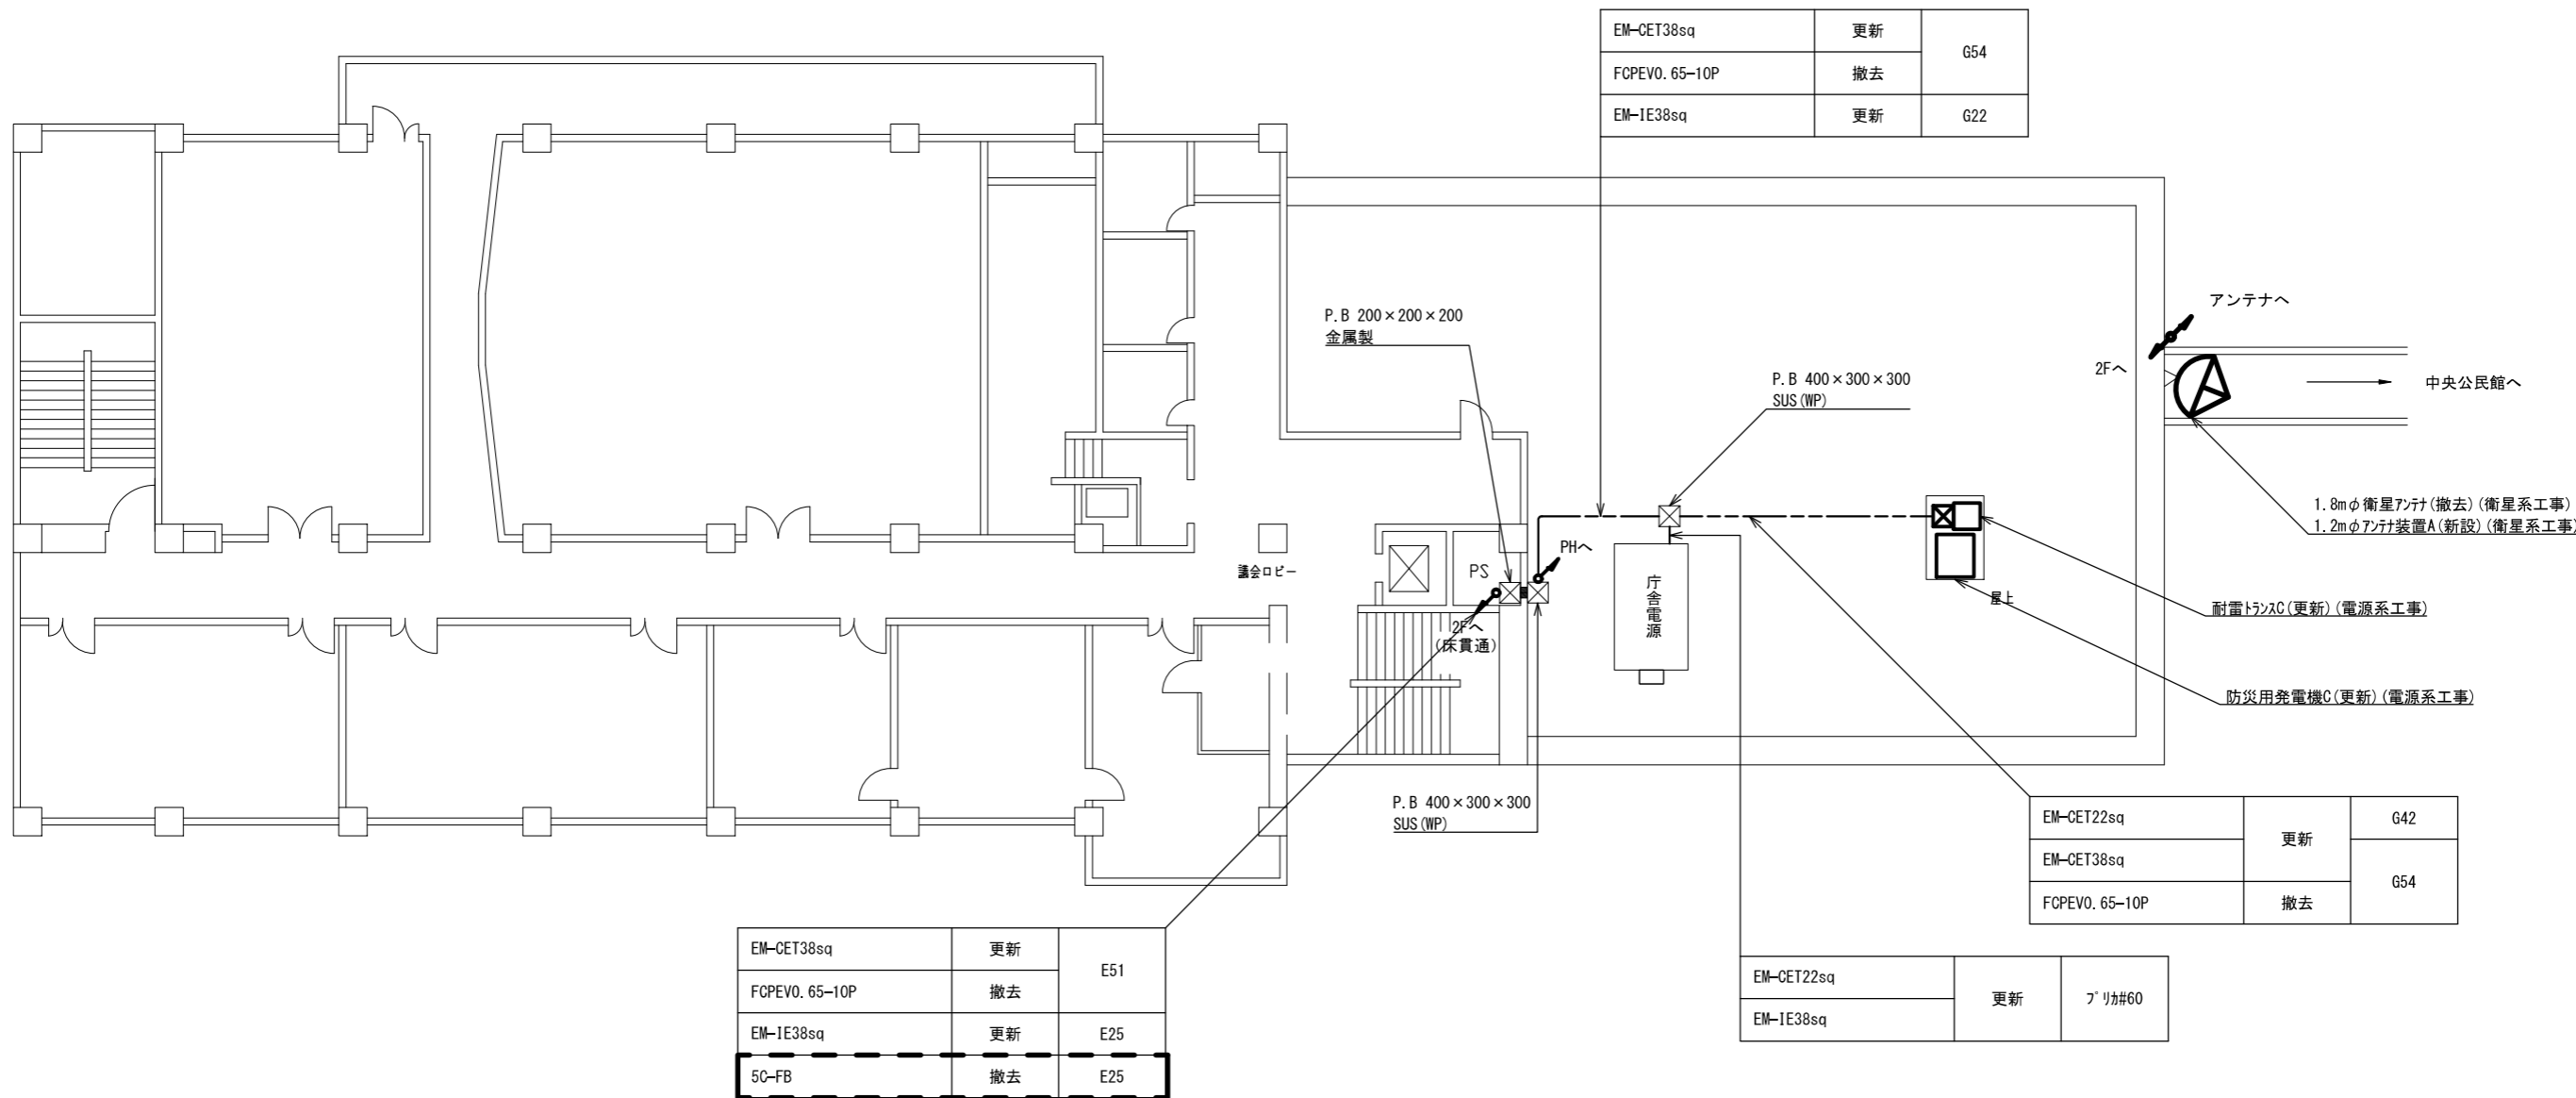 EM-CET38sq 更新 G54
FCPEV0.65-10P 撤去
EM-IE38sq 更新 G22
P.B 200×200×200
金属製
P.B 400×300×300
SUS(WP)
アンテナへ
2Fへ
中央公民館へ
1.8mφ衛星アンテナ(撤去)(衛星系工事)
1.2mφアンテナ装置A(新設)(衛星系工事)
PHへ
PS
議会ロビー
庁舎電源
屋上
耐雷トランスC(更新)(電源系工事)
2Fへ
(床貫通)
防災用発電機C(更新)(電源系工事)
P.B 400×300×300
SUS(WP)
EM-CET22sq 更新 G42
EM-CET38sq G54
FCPEV0.65-10P 撤去
EM-CET38sq 更新 E51
FCPEV0.65-10P 撤去
EM-IE38sq 更新 E25
5C-FB 撤去 E25
EM-CET22sq 更新 プリカ#60
EM-IE38sq